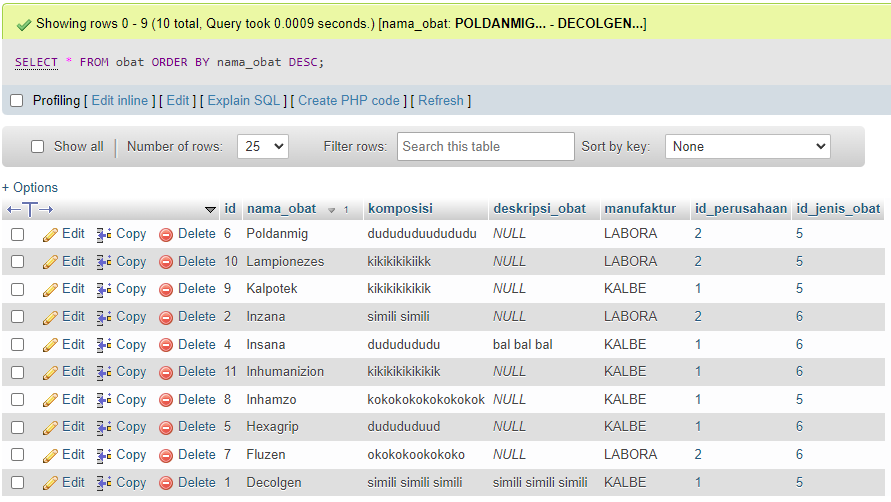 Showing rows 0 - 9 (10 total, Query took 0.0009 seconds.) [nama_obat: POLDANMIG... - DECOLGEN...]
SELECT * FROM obat ORDER BY nama_obat DESC;
Profiling [ Edit inline ] [ Edit ] [ Explain SQL ] [ Create PHP code ] [ Refresh ]
Show all Number of rows: 25 Filter rows: Search this table Sort by key: None
+ Options
id nama_obat 1 komposisi deskripsi_obat manufaktur id_perusahaan id_jenis_obat
Edit Copy Delete 6 Poldanmig dudududuudududu NULL LABORA 2 5
Edit Copy Delete 10 Lampionezes kikikikikiikk NULL LABORA 2 5
Edit Copy Delete 9 Kalpotek kikikikikikik NULL KALBE 1 5
Edit Copy Delete 2 Inzana simili simili NULL LABORA 2 6
Edit Copy Delete 4 Insana dudududududu bal bal bal KALBE 1 6
Edit Copy Delete 11 Inhumanizion kikikikikikikik NULL KALBE 1 6
Edit Copy Delete 8 Inhamzo kokokokokokokokok NULL KALBE 1 5
Edit Copy Delete 5 Hexagrip dudududuud NULL KALBE 1 6
Edit Copy Delete 7 Fluzen okokokookokoko NULL LABORA 2 6
Edit Copy Delete 1 Decolgen simili simili simili simili simili simili KALBE 1 5